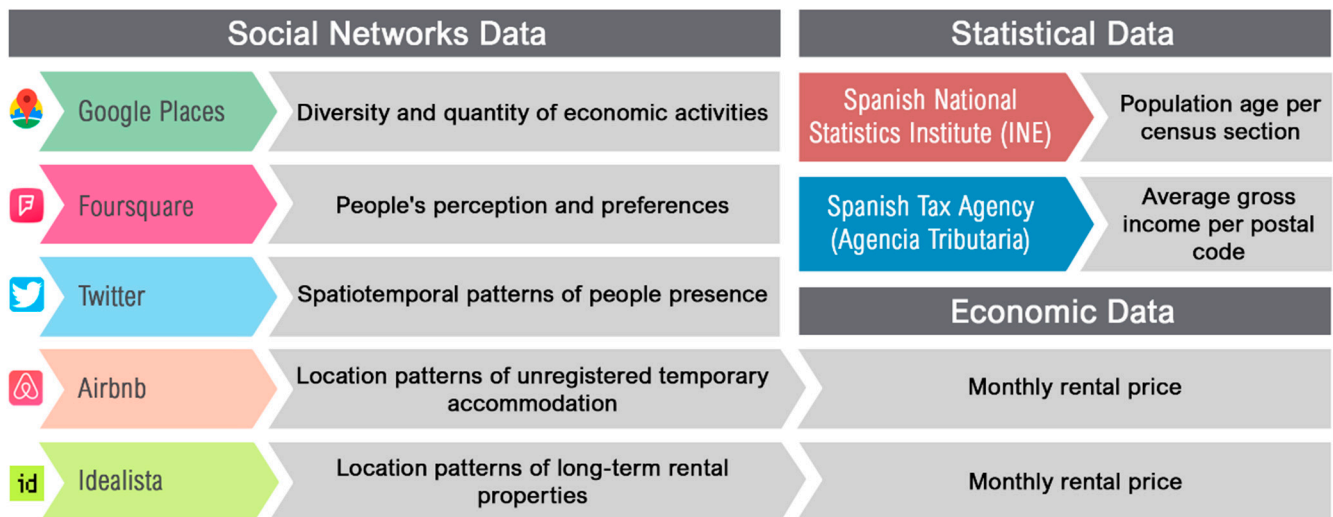 Social Networks Data
Google Places
Diversity and quantity of economic activities
Foursquare
People's perception and preferences
Twitter
Spatiotemporal patterns of people presence
Airbnb
Location patterns of unregistered temporary
accommodation
Monthly rental price
id
Idealista
Location patterns of long-term rental
properties
Monthly rental price
Statistical Data
Spanish National
Statistics Institute (INE)
Population age per
census section
Spanish Tax Agency
(Agencia Tributaria)
Average gross
income per postal
code
Economic Data